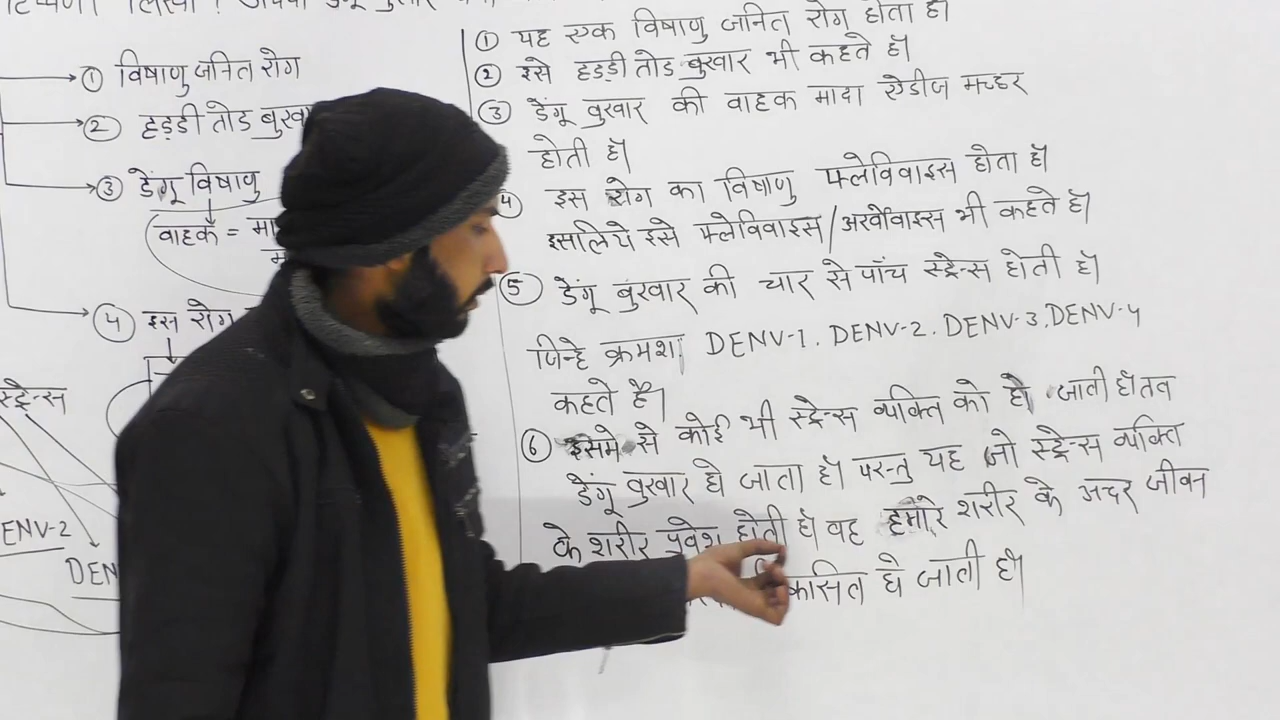 टिप्पणी लिखो
① विषाणु जनित रोग
② हड्डी तोड बुखा
③ डेंगू विषाणु
वाहक = मा
④ इस रोग
स्ट्रेन्स
ENV-2
DEN
① यह एक विषाणु जनित रोग होता है।
② इसे हड्डी तोड बुखार भी कहते है।
③ डेंगू बुखार की वाहक मादा ऐडीज मच्छर
होती है।
④ इस रोग का विषाणु फ्लेविवाइरस होता है।
इसलिये इसे फ्लेविवाइरस/अरबोवाइरस भी कहते है।
⑤ डेंगू बुखार की चार से पाँच स्ट्रेन्स होती है।
जिन्हे क्रमशः DENV-1. DENV-2. DENV-3. DENV-4
कहते है।
⑥ इसमे से कोई भी स्ट्रेन्स व्यक्ति को हो जाती है तब
डेंगू बुखार हो जाता है। परन्तु यह जो स्ट्रेन्स व्यक्ति
के शरीर प्रवेश होती है। वह हमारे शरीर के अन्दर जीवन
कसित हो जाती है।